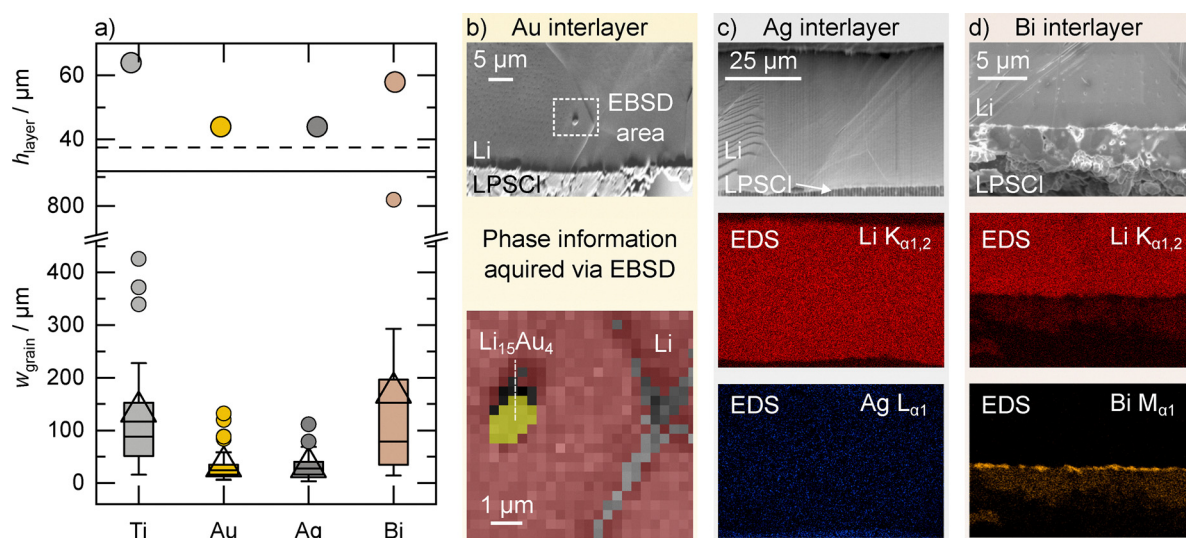 a)
h_layer / µm
60
40
800
w_grain / µm
400
300
200
100
0
Ti
Au
Ag
Bi
b) Au interlayer
5 µm
EBSD
area
Li
LPSCl
Phase information
aquired via EBSD
Li₁₅Au₄
Li
1 µm
c) Ag interlayer
25 µm
Li
LPSCl
EDS Li Kα1,2
EDS Ag Lα1
d) Bi interlayer
5 µm
Li
EDS Li Kα1,2
EDS Bi Mα1